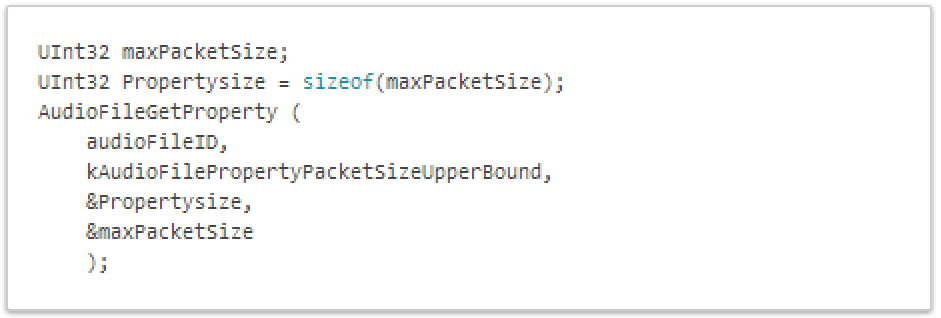 UInt32 maxPacketSize;
UInt32 Propertysize = sizeof(maxPacketSize);
AudioFileGetProperty (
    audioFileID,
    kAudioFilePropertyPacketSizeUpperBound,
    &Propertysize,
    &maxPacketSize
    );